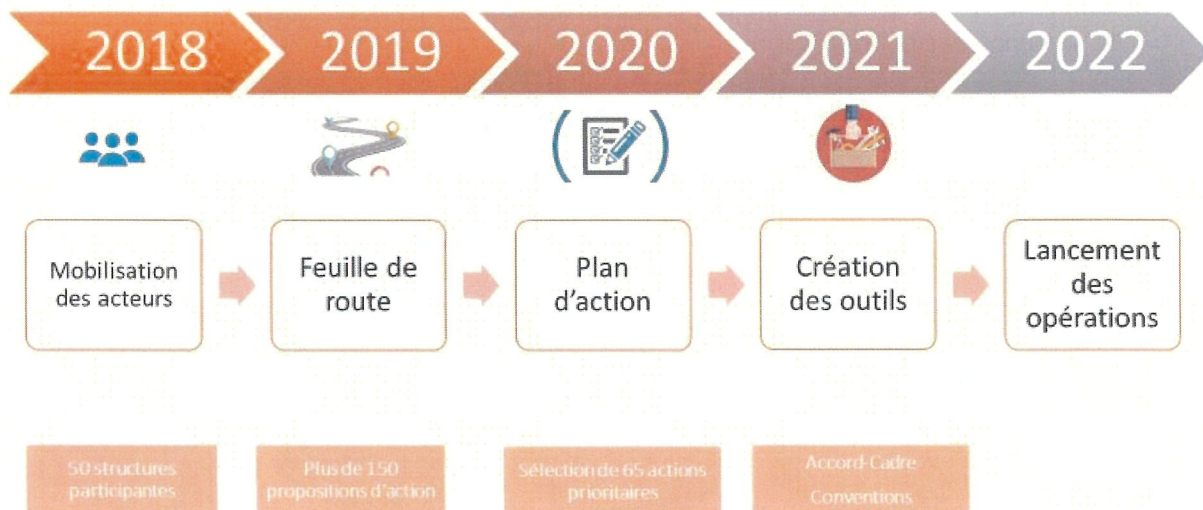 2018
2019
2020
2021
2022
Mobilisation
des acteurs
Feuille de
route
Plan
d'action
Création
des outils
Lancement
des
opérations
50 structures
participantes
Plus de 150
propositions d'action
Sélection de 65 actions
prioritaires
Accord-Cadre
Conventions